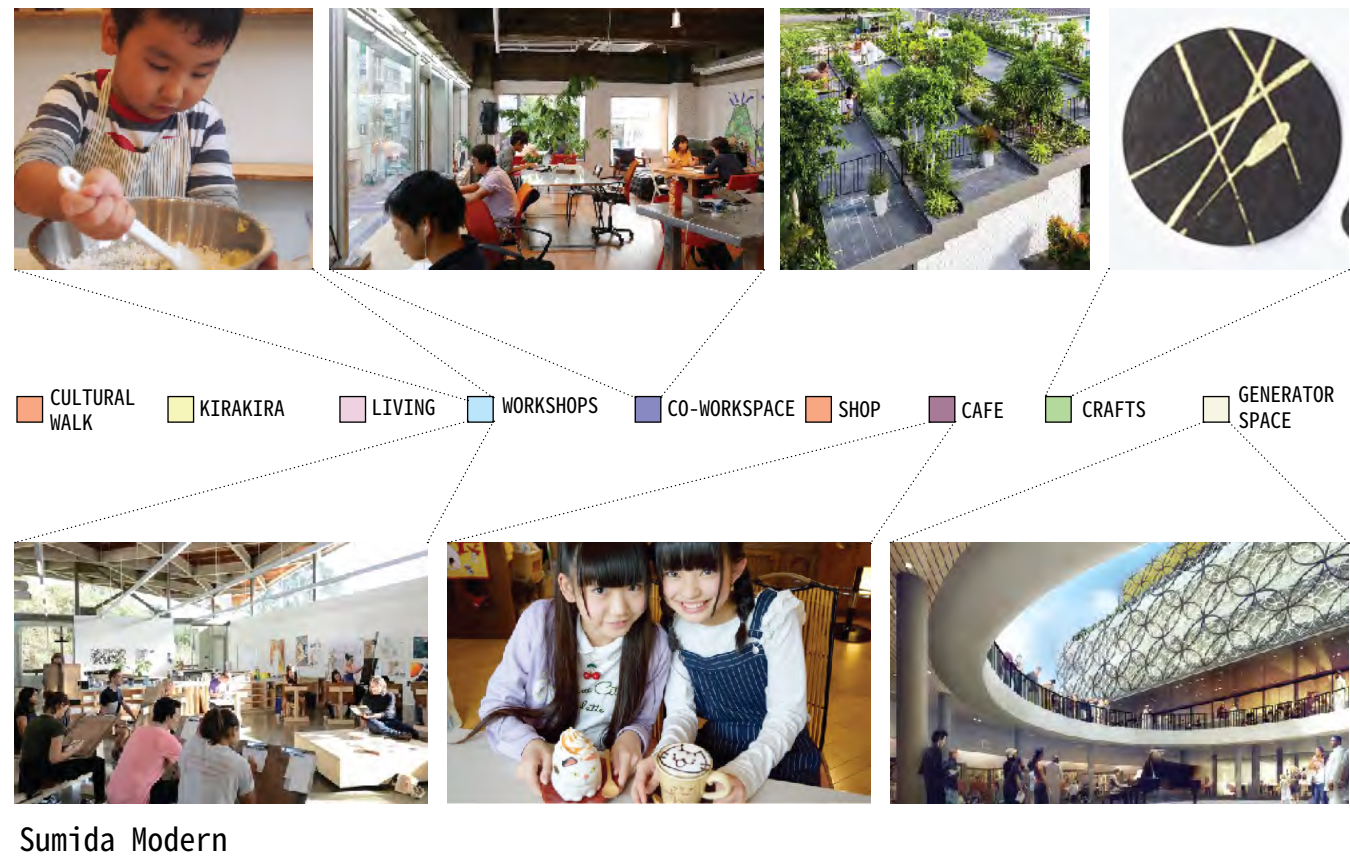 CULTURAL
WALK
KIRAKIRA
LIVING
WORKSHOPS
CO-WORKSPACE
SHOP
CAFE
CRAFTS
GENERATOR
SPACE
Sumida Modern